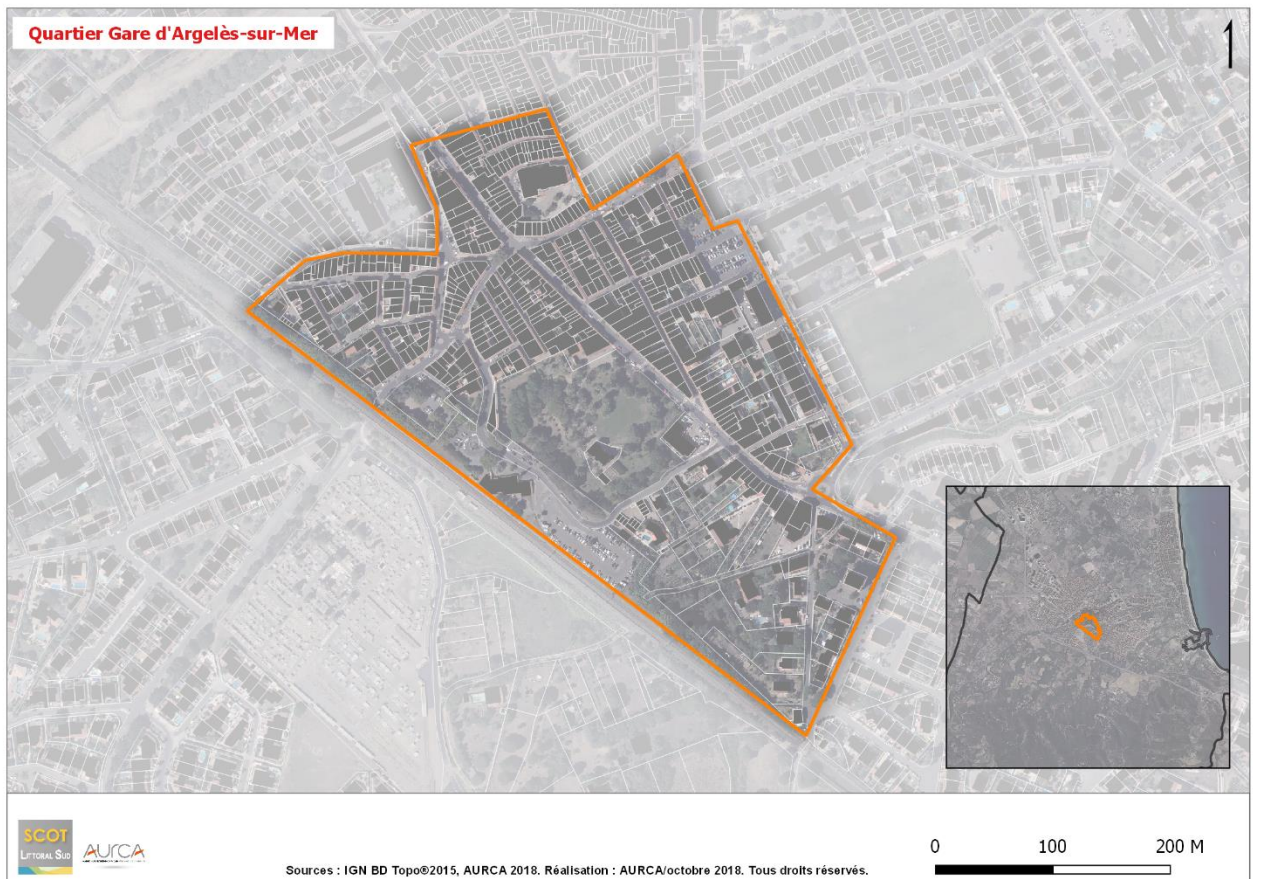 Quartier Gare d'Argelès-sur-Mer
SCOT
LITTORAL SUD
AURCA
Sources : IGN BD Topo®2015, AURCA 2018. Réalisation : AURCA/octobre 2018. Tous droits réservés.
0 100 200 M